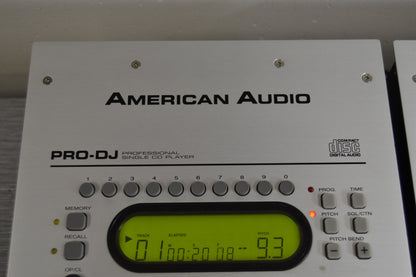 AMERICAN AUDIO
PRO-DJ PROFESSIONAL SINGLE CD PLAYER
COMPACT disc DIGITAL AUDIO
1 2 3 4 5 6 7 8 9 0
PROG. TIME
MEMORY
PITCH SGL/CTN
RECALL
PITCH BEND
TRACK ELAPSED PITCH
01 00:20 08 -- 9.3
- +
OP/CL